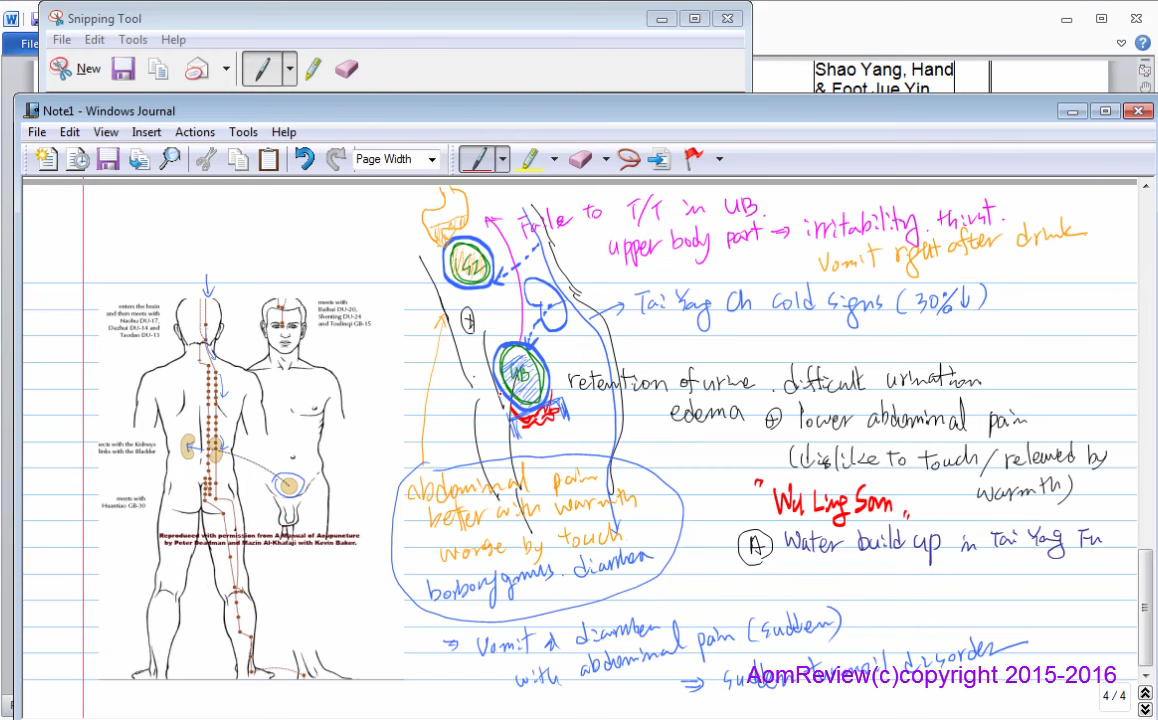 Snipping Tool
File Edit Tools Help
New
File
Shao Yang, Hand
& Foot Jue Yin
Note1 - Windows Journal
File Edit View Insert Actions Tools Help
Page Width
Faile to T/T in UB.
upper body part → irritability. thirst.
vomit right after drink
Tai Yang Ch cold signs (30%↓)
enters the brain
and then meets with
Naohu DU-17,
Dazhui DU-14 and
Taodao DU-13
meets with
Baihui DU-20,
Shenting DU-24
and Toulinqi GB-15
UB
retention of urine. difficult urination
edema ⊕ lower abdominal pain
(dislike to touch/releived by
warmth)
ects with the Kidneys
links with the Bladder
meets with
Huantiao GB-30
Reproduced with permission from A Manual of Acupuncture
by Peter Deadman and Mazin Al-Khafaji with Kevin Baker.
abdominal pain
better with warmth
worse by touch
borborygmus. diarrhea
"Wu Ling San"
Ⓐ Water build up in Tai Yang Fu
⇒ vomit & diarrhea
with abdominal pain (sudden)
⇒ sudden disorder
AomReview(c)copyright 2015-2016
4/4